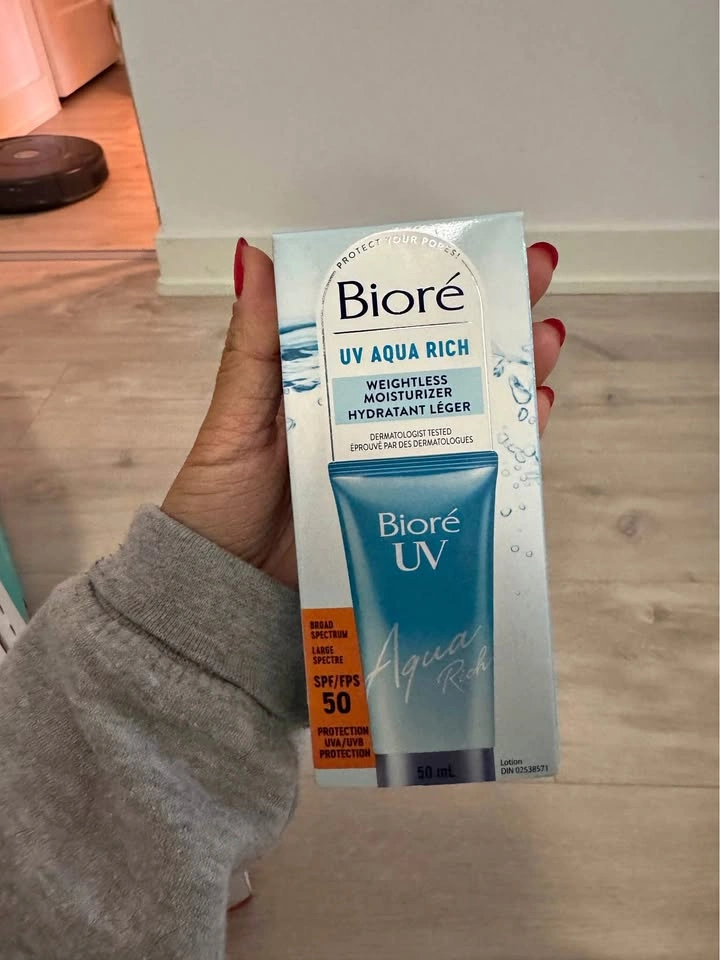 PROTECT YOUR PORES!
Bioré
UV AQUA RICH
WEIGHTLESS
MOISTURIZER
HYDRATANT LÉGER
DERMATOLOGIST TESTED
ÉPROUVÉ PAR DES DERMATOLOGUES
Bioré
UV
Aqua
Rich
BROAD
SPECTRUM
LARGE
SPECTRE
SPF/FPS
50
PROTECTION
UVA/UVB
PROTECTION
50 mL
Lotion
DIN 02538571